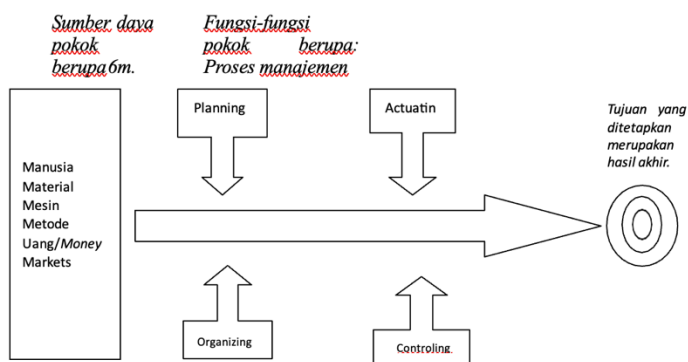 Sumber daya
pokok
berupa 6m.
Fungsi-fungsi
pokok berupa:
Proses manajemen
Planning
Actuatin
Tujuan yang
ditetapkan
merupakan
hasil akhir.
Manusia
Material
Mesin
Metode
Uang/Money
Markets
Organizing
Controling